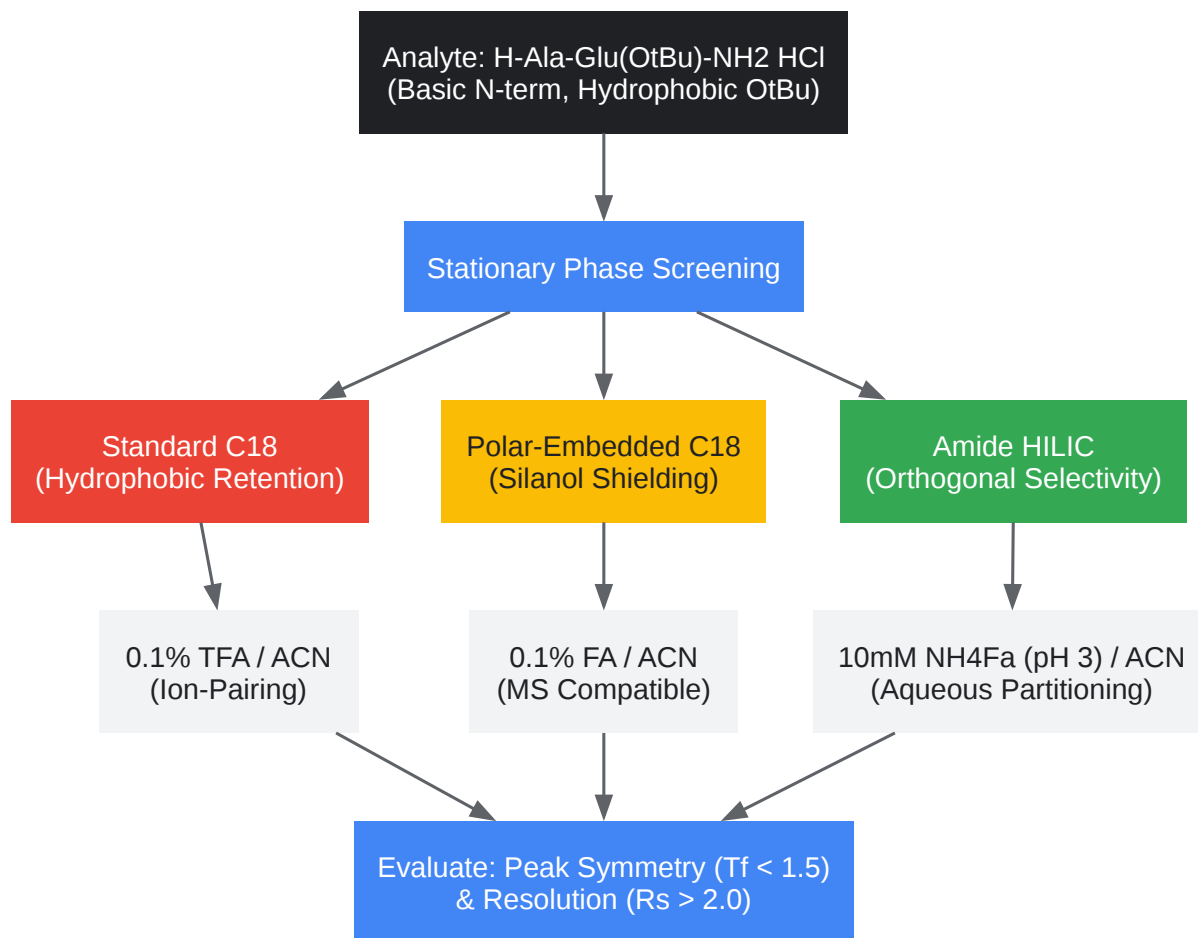 Analyte: H-Ala-Glu(OtBu)-NH2 HCl
(Basic N-term, Hydrophobic OtBu)
Stationary Phase Screening
Standard C18
(Hydrophobic Retention)
Polar-Embedded C18
(Silanol Shielding)
Amide HILIC
(Orthogonal Selectivity)
0.1% TFA / ACN
(Ion-Pairing)
0.1% FA / ACN
(MS Compatible)
10mM NH4Fa (pH 3) / ACN
(Aqueous Partitioning)
Evaluate: Peak Symmetry (Tf < 1.5)
& Resolution (Rs > 2.0)